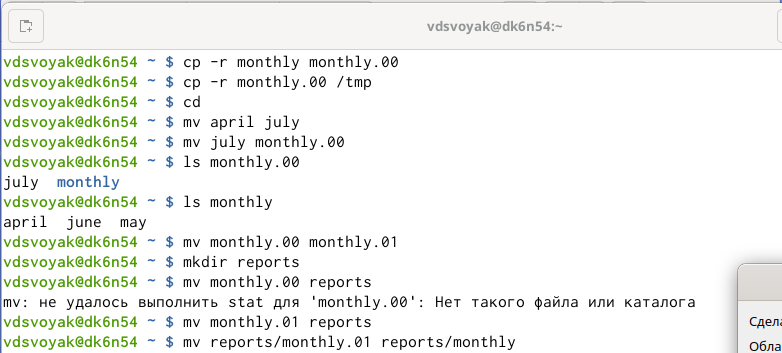 vdsvoyak@dk6n54:~
vdsvoyak@dk6n54 ~ $ cp -r monthly monthly.00
vdsvoyak@dk6n54 ~ $ cp -r monthly.00 /tmp
vdsvoyak@dk6n54 ~ $ cd
vdsvoyak@dk6n54 ~ $ mv april july
vdsvoyak@dk6n54 ~ $ mv july monthly.00
vdsvoyak@dk6n54 ~ $ ls monthly.00
july  monthly
vdsvoyak@dk6n54 ~ $ ls monthly
april  june  may
vdsvoyak@dk6n54 ~ $ mv monthly.00 monthly.01
vdsvoyak@dk6n54 ~ $ mkdir reports
vdsvoyak@dk6n54 ~ $ mv monthly.00 reports
mv: не удалось выполнить stat для 'monthly.00': Нет такого файла или каталога
vdsvoyak@dk6n54 ~ $ mv monthly.01 reports
vdsvoyak@dk6n54 ~ $ mv reports/monthly.01 reports/monthly